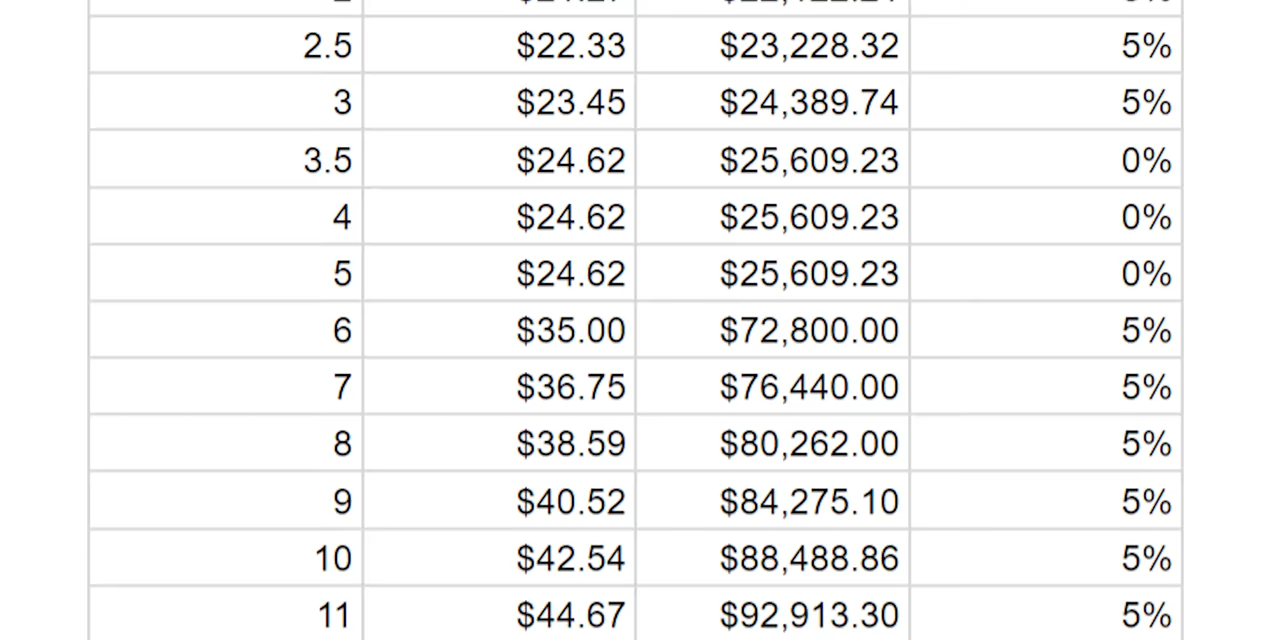 2.5 $22.33 $23,228.32 5%
3 $23.45 $24,389.74 5%
3.5 $24.62 $25,609.23 0%
4 $24.62 $25,609.23 0%
5 $24.62 $25,609.23 0%
6 $35.00 $72,800.00 5%
7 $36.75 $76,440.00 5%
8 $38.59 $80,262.00 5%
9 $40.52 $84,275.10 5%
10 $42.54 $88,488.86 5%
11 $44.67 $92,913.30 5%